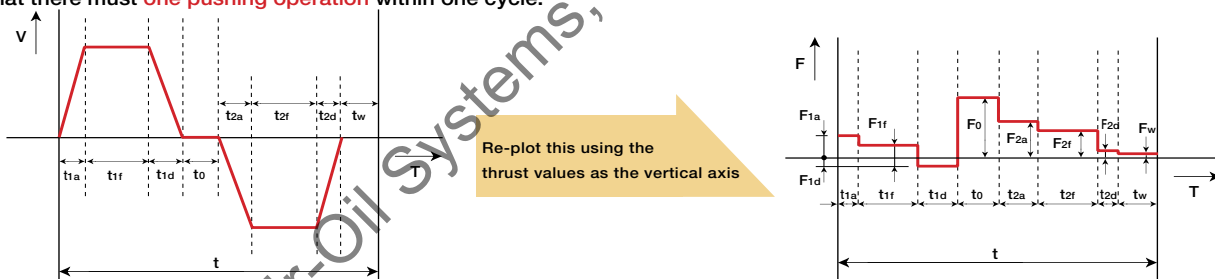 hat there must one pushing operation within one cycle.
V
t2a t2f t2d tw
t1a t1f t1d t0
T
t
Re-plot this using the
thrust values as the vertical axis
F
F1a
F1f
F1d
F0
F2a
F2f
F2d
Fw
t1a t1f t1d t0 t2a t2f t2d tw
T
t
ir-Oil Systems,